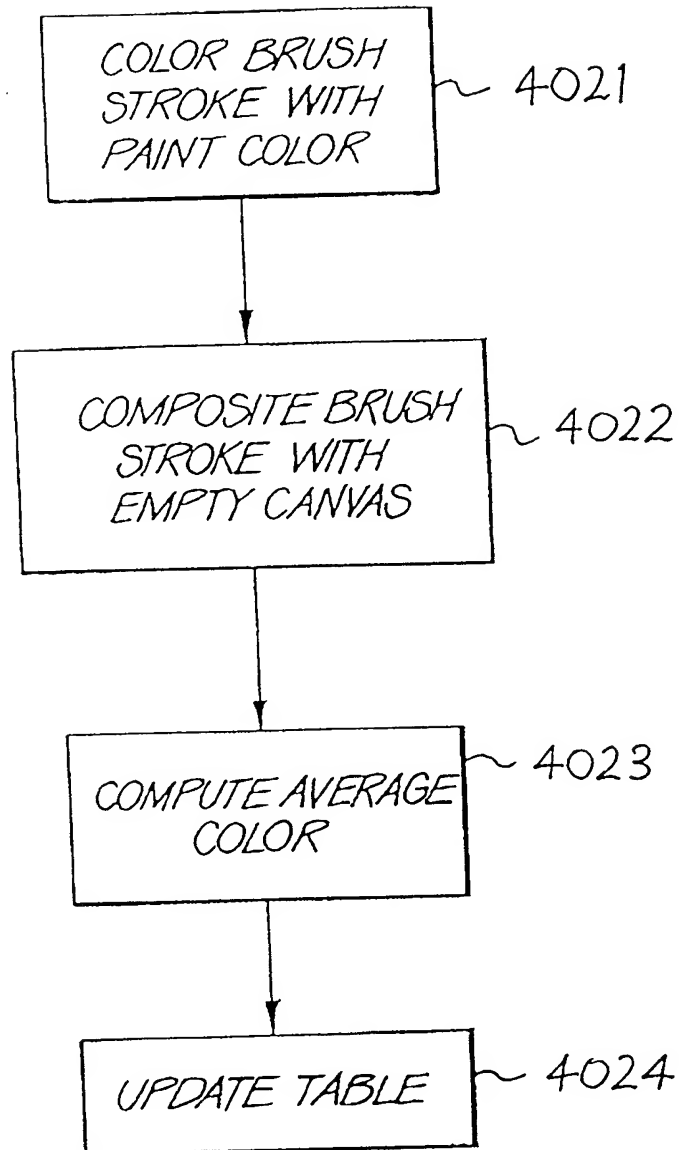 COLOR BRUSH
STROKE WITH
PAINT COLOR
4021
COMPOSITE BRUSH
STROKE WITH
EMPTY CANVAS
4022
COMPUTE AVERAGE
COLOR
4023
UPDATE TABLE
4024